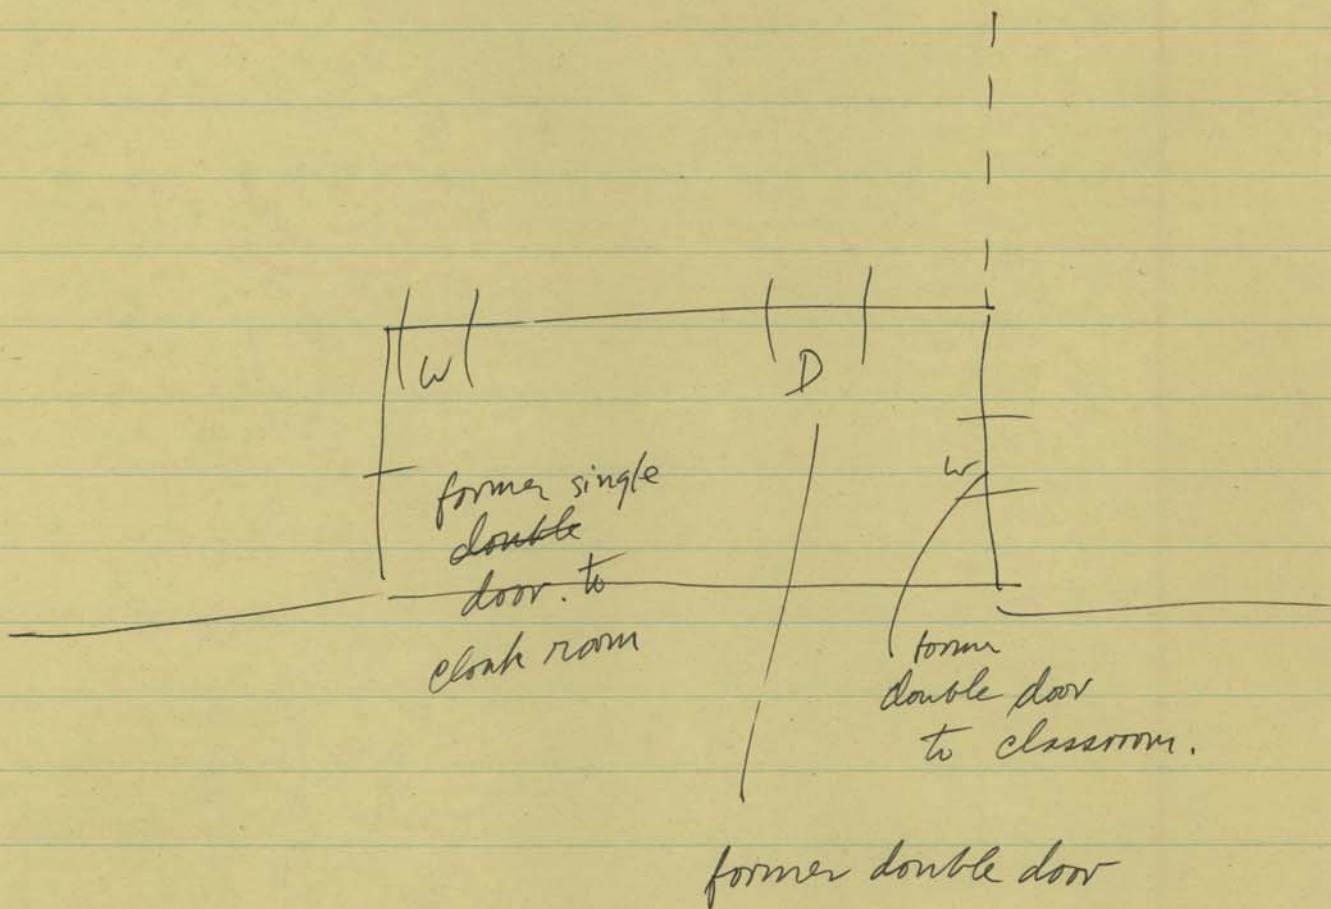 W
D
W
former single
~~double~~
door. to
cloak room
former
double door
to classroom.
former double door